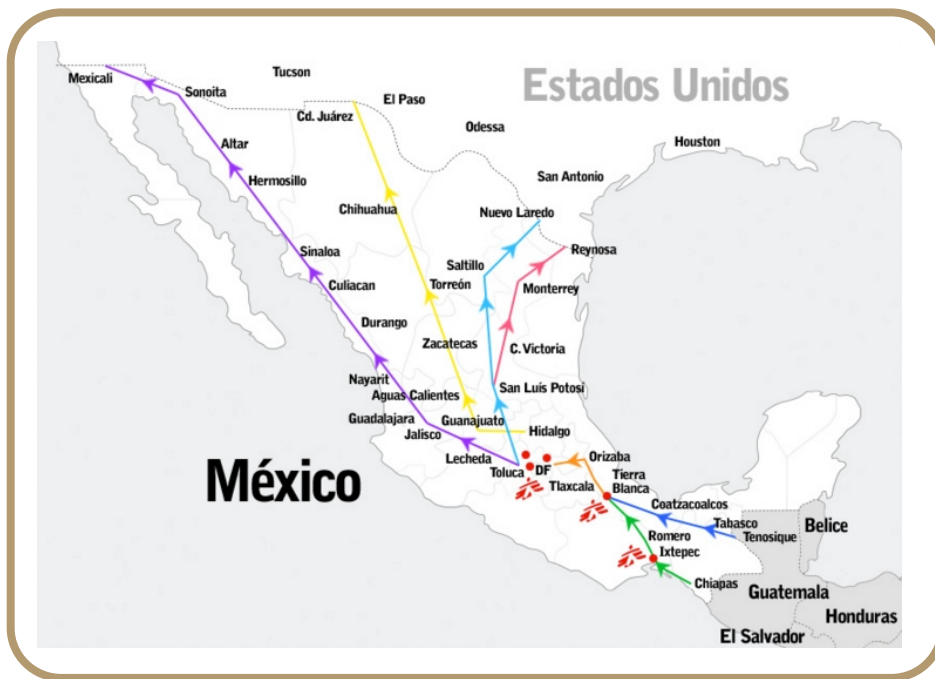 Estados Unidos
Tucson
Mexicali
Sonoita
El Paso
Cd. Juárez
Odessa
Houston
Altar
Hermosillo
San Antonio
Chihuahua
Nuevo Laredo
Sinaloa
Reynosa
Saltillo
Culiacan
Torreón
Monterrey
Durango
Zacatecas
C. Victoria
Nayarit
San Luís Potosi
Aguas Calientes
Guadalajara
Guanajuato
Jalisco
Hidalgo
Lecheda
Orizaba
Toluca
DF
México
Tlaxcala
Tierra
Blanca
Coatzacoalcos
Tabasco
Belice
Romero
Tenosique
Ixtepec
Chiapas
Guatemala
Honduras
El Salvador